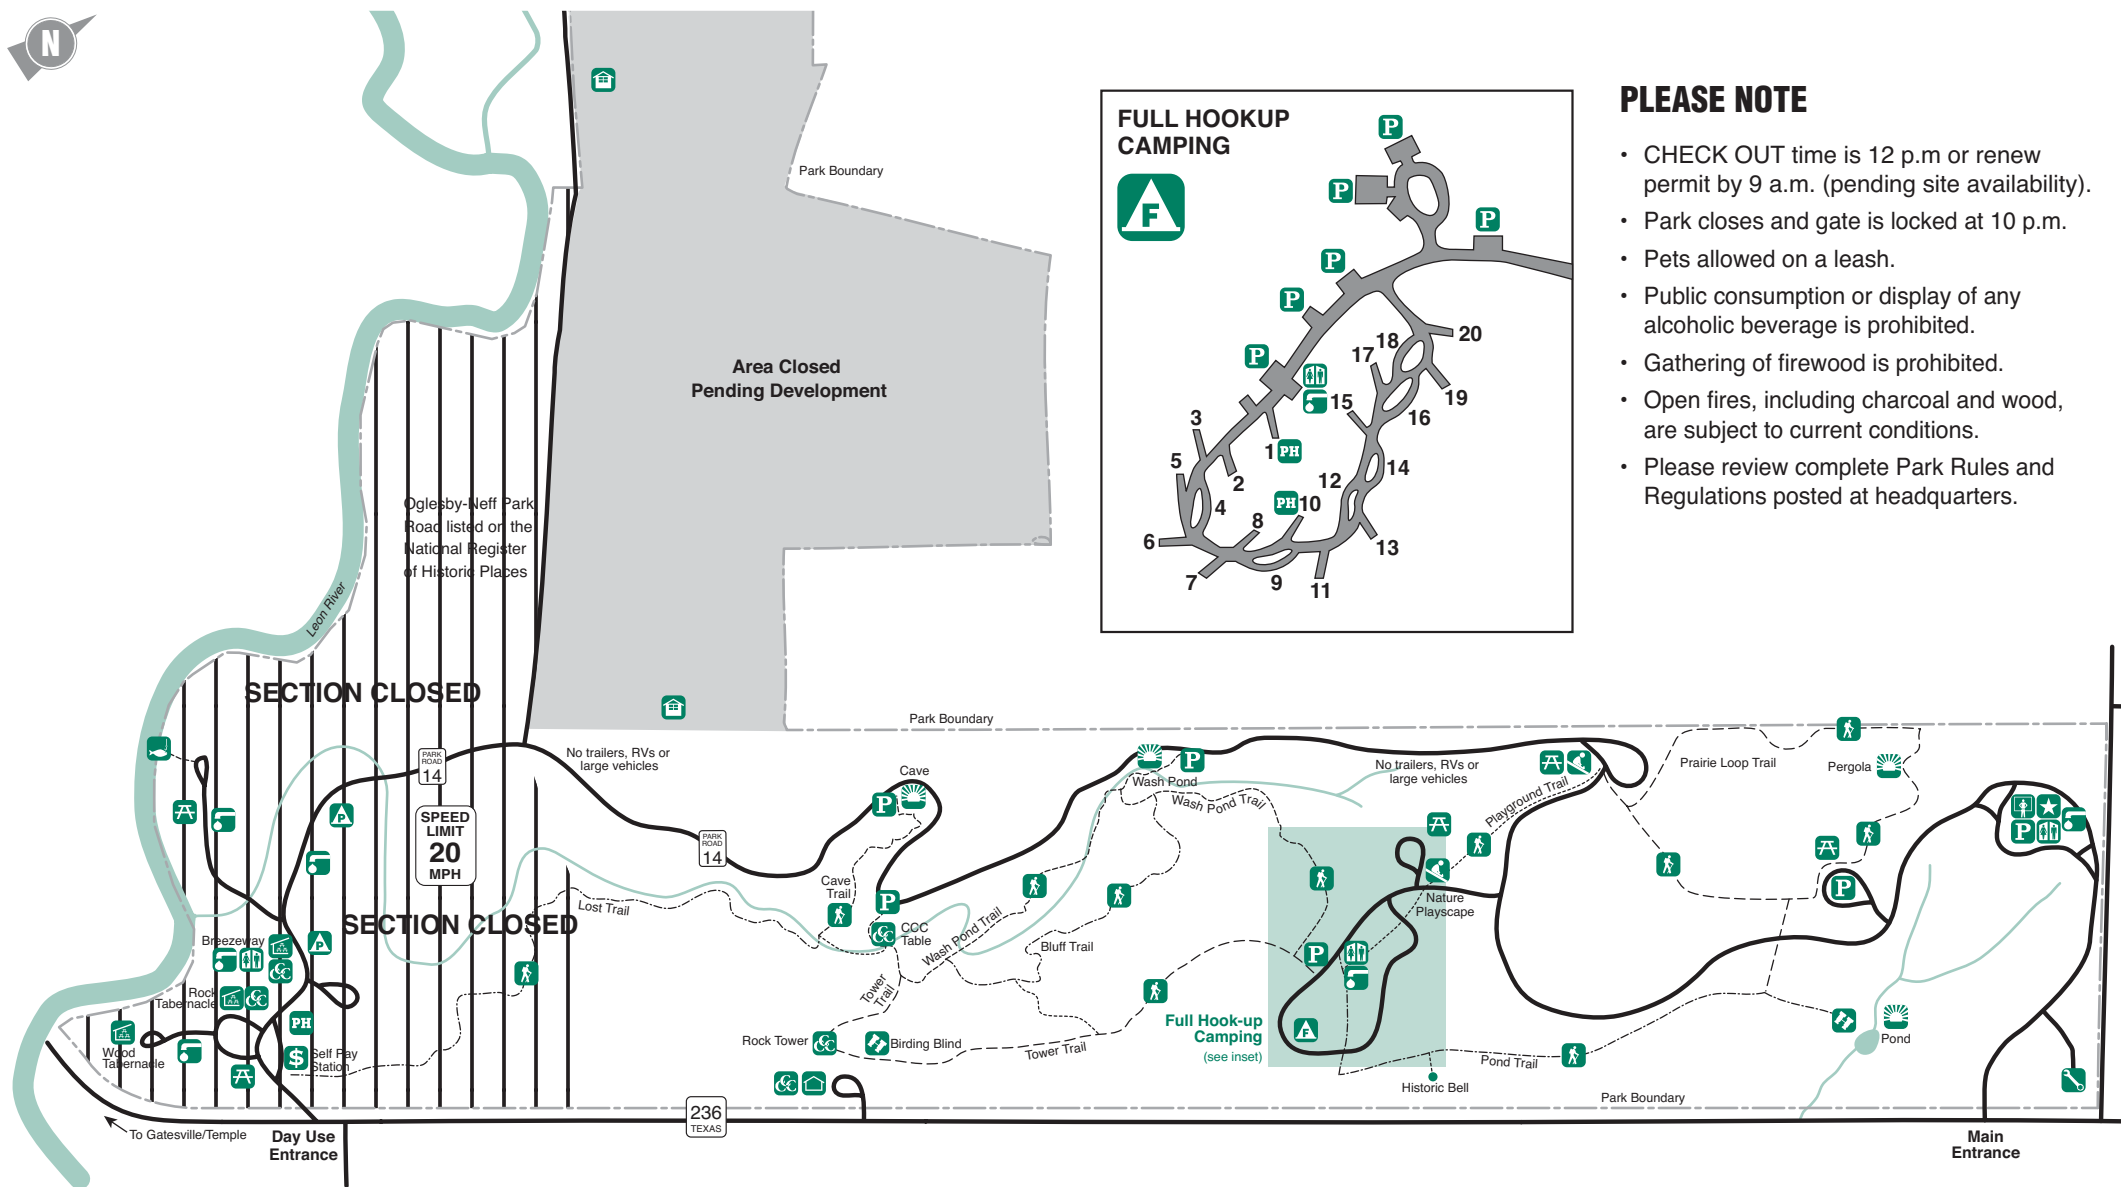 N
FULL HOOKUP
CAMPING
F
P
P
P
P
P
P
20
18
17
19
15
16
3
1 PH
5
14
2
12
PH 10
4
8
6
13
7
9
11
PLEASE NOTE
• CHECK OUT time is 12 p.m or renew
permit by 9 a.m. (pending site availability).
• Park closes and gate is locked at 10 p.m.
• Pets allowed on a leash.
• Public consumption or display of any
alcoholic beverage is prohibited.
• Gathering of firewood is prohibited.
• Open fires, including charcoal and wood,
are subject to current conditions.
• Please review complete Park Rules and
Regulations posted at headquarters.
Park Boundary
Area Closed
Pending Development
Oglesby-Neff Park
Road listed on the
National Register
of Historic Places
Leon River
SECTION CLOSED
Park Boundary
PARK
ROAD
14
No trailers, RVs or
large vehicles
SPEED
LIMIT
20
MPH
P
PARK
ROAD
14
Cave
P
Cave
Trail
P
CCC
CCC
Table
Wash Pond
P
Wash Pond Trail
No trailers, RVs or
large vehicles
Playground Trail
Prairie Loop Trail
Pergola
P
P
SECTION CLOSED
Lost Trail
Breezeway
P
CCC
Rock
Tabernacle
CCC
PH
Wood
Tabernacle
$
Self Pay
Station
Wash Pond Trail
Bluff Trail
Tower
Trail
Rock Tower
CCC
Birding Blind
Tower Trail
CCC
Nature
Playscape
P
F
Full Hook-up
Camping
(see inset)
Historic Bell
Pond Trail
Pond
Park Boundary
236
TEXAS
To Gatesville/Temple
Day Use
Entrance
Main
Entrance